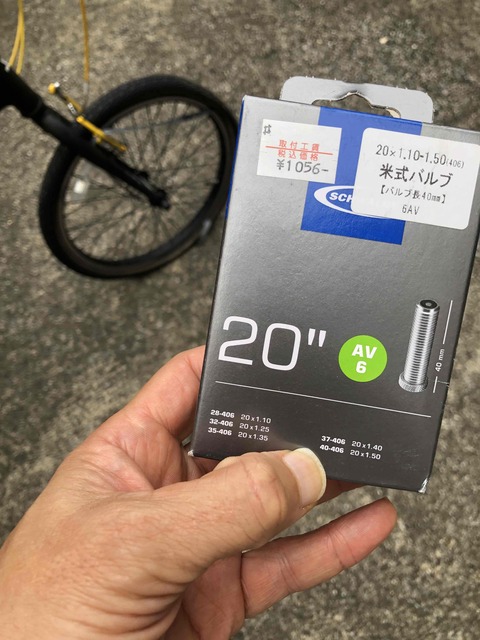 取付工賃
税込価格
¥1056-
20×1.10-1.50(406)
米式バルブ
【バルブ長40mm】
6AV
SCH
20"
AV
6
40 mm
28-406 20 x 1.10
32-406 20 x 1.25
35-406 20 x 1.35
37-406 20 x 1.40
40-406 20 x 1.50